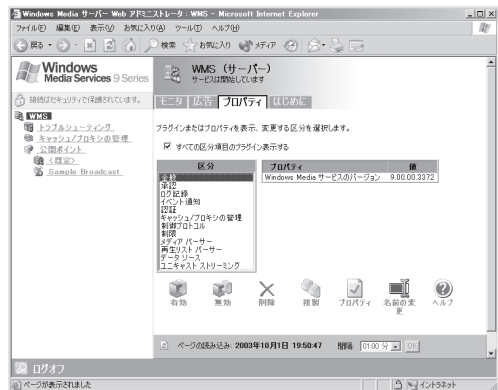 Windows Media サーバー Web アドミニストレータ : WMS - Microsoft Internet Explorer
ファイル(F) 編集(E) 表示(V) お気に入り(A) ツール(T) ヘルプ(H)
戻る 検索 お気に入り メディア
Windows
Media Services 9 Series
接続はセキュリティで保護されています。
WMS
トラブルシューティング
キャッシュ/プロキシの管理
公開ポイント
<既定>
Sample Broadcast
WMS (サーバー)
サービスは開始しています
モニタ 広告 プロパティ はじめに
プラグインまたはプロパティを表示、変更する区分を選択します。
すべての区分項目のプラグイン表示する
区分
全般
承認
ログ記録
イベント通知
認証
キャッシュ/プロキシの管理
制御プロトコル
制限
メディア パーサー
再生リスト パーサー
データ ソース
ユニキャスト ストリーミング
プロパティ 値
Windows Media サービスのバージョン 9.00.00.3372
有効 無効 削除 複製 プロパティ 名前の変更 ヘルプ
ページの読み込み: 2003年10月1日 19:50:47 間隔: 01:00 分 OK
ログオフ
ページが表示されました イントラネット